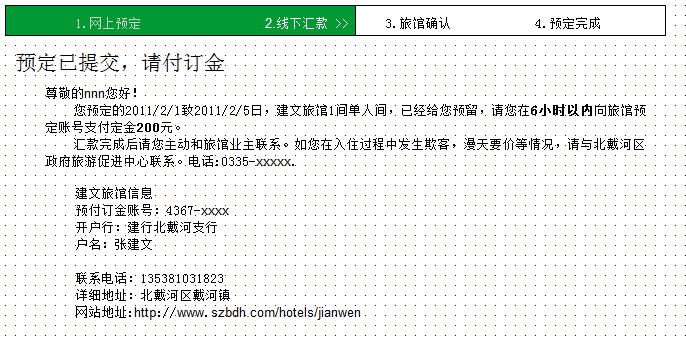 1.网上预定 2.线下汇款 >> 3.旅馆确认 4.预定完成
预定已提交，请付订金
尊敬的nnn您好！
您预定的2011/2/1致2011/2/5日，建文旅馆1间单人间，已经给您预留，请您在6小时以内向旅馆预
定账号支付定金200元。
汇款完成后请您主动和旅馆业主联系。如您在入住过程中发生欺客，漫天要价等情况，请与北戴河区
政府旅游促进中心联系。电话:0335-xxxxx.
建文旅馆信息
预付订金账号：4367-xxxx
开户行：建行北戴河支行
户名：张建文
联系电话：135381031823
详细地址：北戴河区戴河镇
网站地址:http://www.szbdh.com/hotels/jianwen